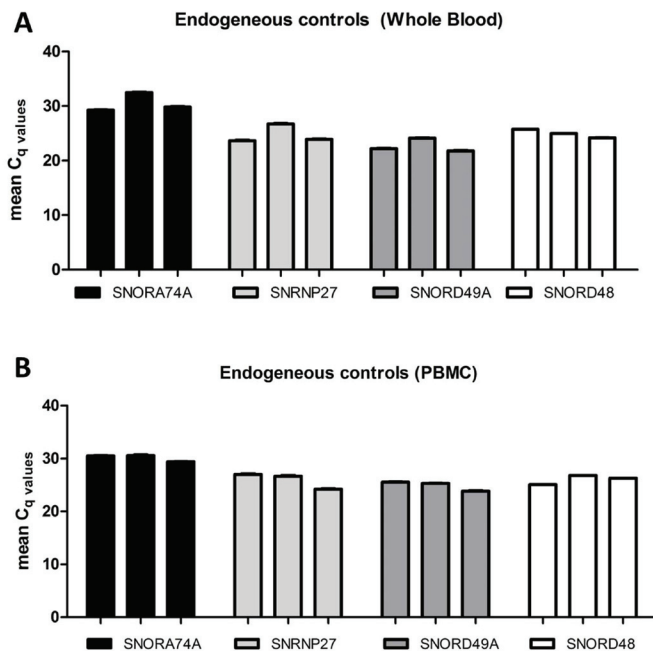 A
Endogeneous controls (Whole Blood)
mean Cq values
40
30
20
10
0
SNORA74A SNRNP27 SNORD49A SNORD48
B
Endogeneous controls (PBMC)
mean Cq values
40
30
20
10
0
SNORA74A SNRNP27 SNORD49A SNORD48